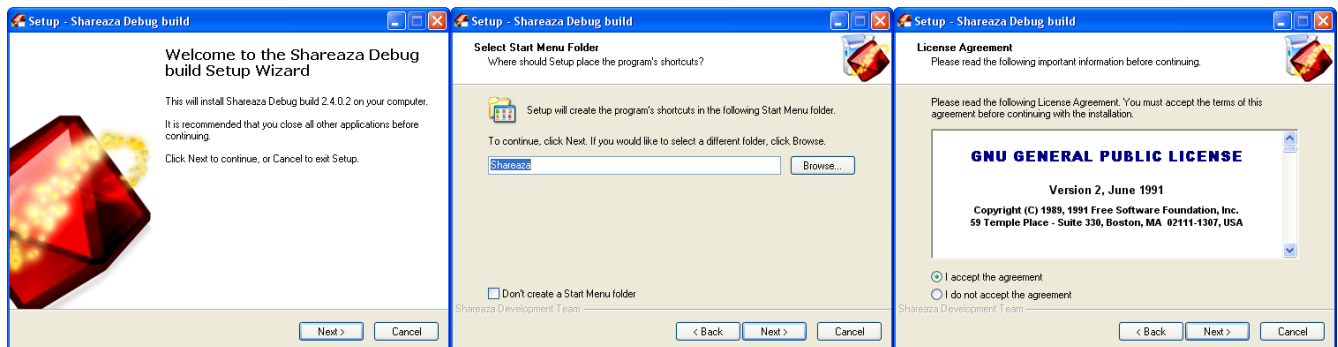 Setup - Shareaza Debug build
Welcome to the Shareaza Debug
build Setup Wizard
This will install Shareaza Debug build 2.4.0.2 on your computer.
It is recommended that you close all other applications before
continuing.
Click Next to continue, or Cancel to exit Setup.
Next >
Cancel
Setup - Shareaza Debug build
Select Start Menu Folder
Where should Setup place the program's shortcuts?
Setup will create the program's shortcuts in the following Start Menu folder.
To continue, click Next. If you would like to select a different folder, click Browse.
Shareaza
Browse...
Don't create a Start Menu folder
Shareaza Development Team
< Back
Next >
Cancel
Setup - Shareaza Debug build
License Agreement
Please read the following important information before continuing.
Please read the following License Agreement. You must accept the terms of this
agreement before continuing with the installation.
GNU GENERAL PUBLIC LICENSE
Version 2, June 1991
Copyright (C) 1989, 1991 Free Software Foundation, Inc.
59 Temple Place - Suite 330, Boston, MA 02111-1307, USA
I accept the agreement
I do not accept the agreement
Shareaza Development Team
< Back
Next >
Cancel